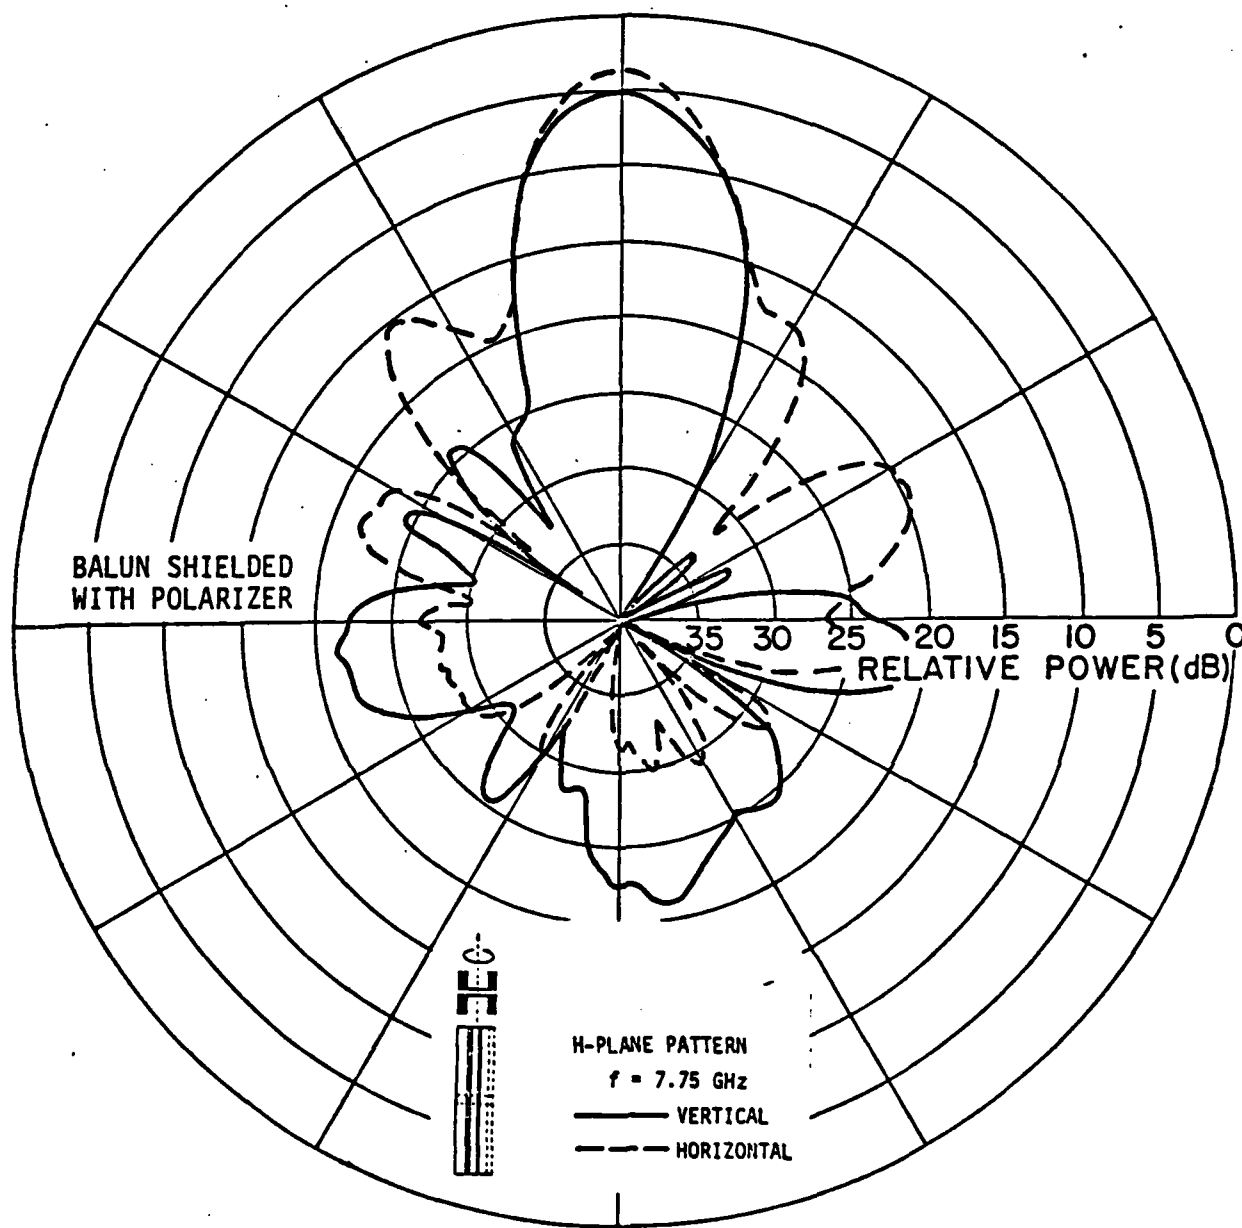 BALUN SHIELDED
WITH POLARIZER
35 30 25 20 15 10 5 0
RELATIVE POWER(dB)
H-PLANE PATTERN
f = 7.75 GHz
VERTICAL
HORIZONTAL